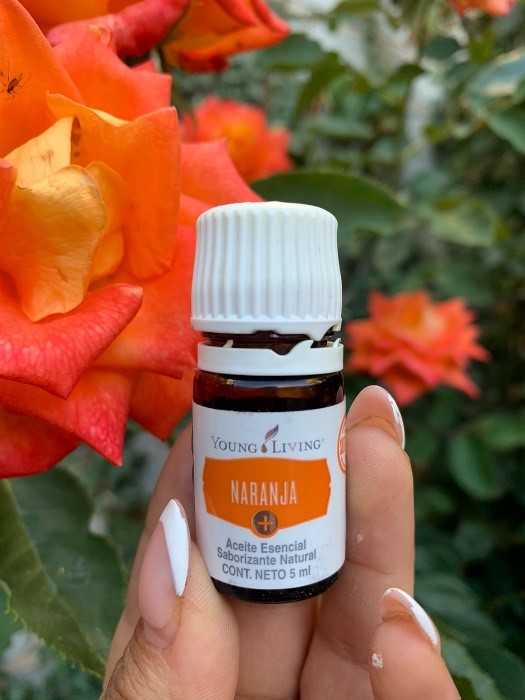 YOUNG LIVING®
NARANJA
+
Aceite Esencial
Saborizante Natural
CONT. NETO 5 ml